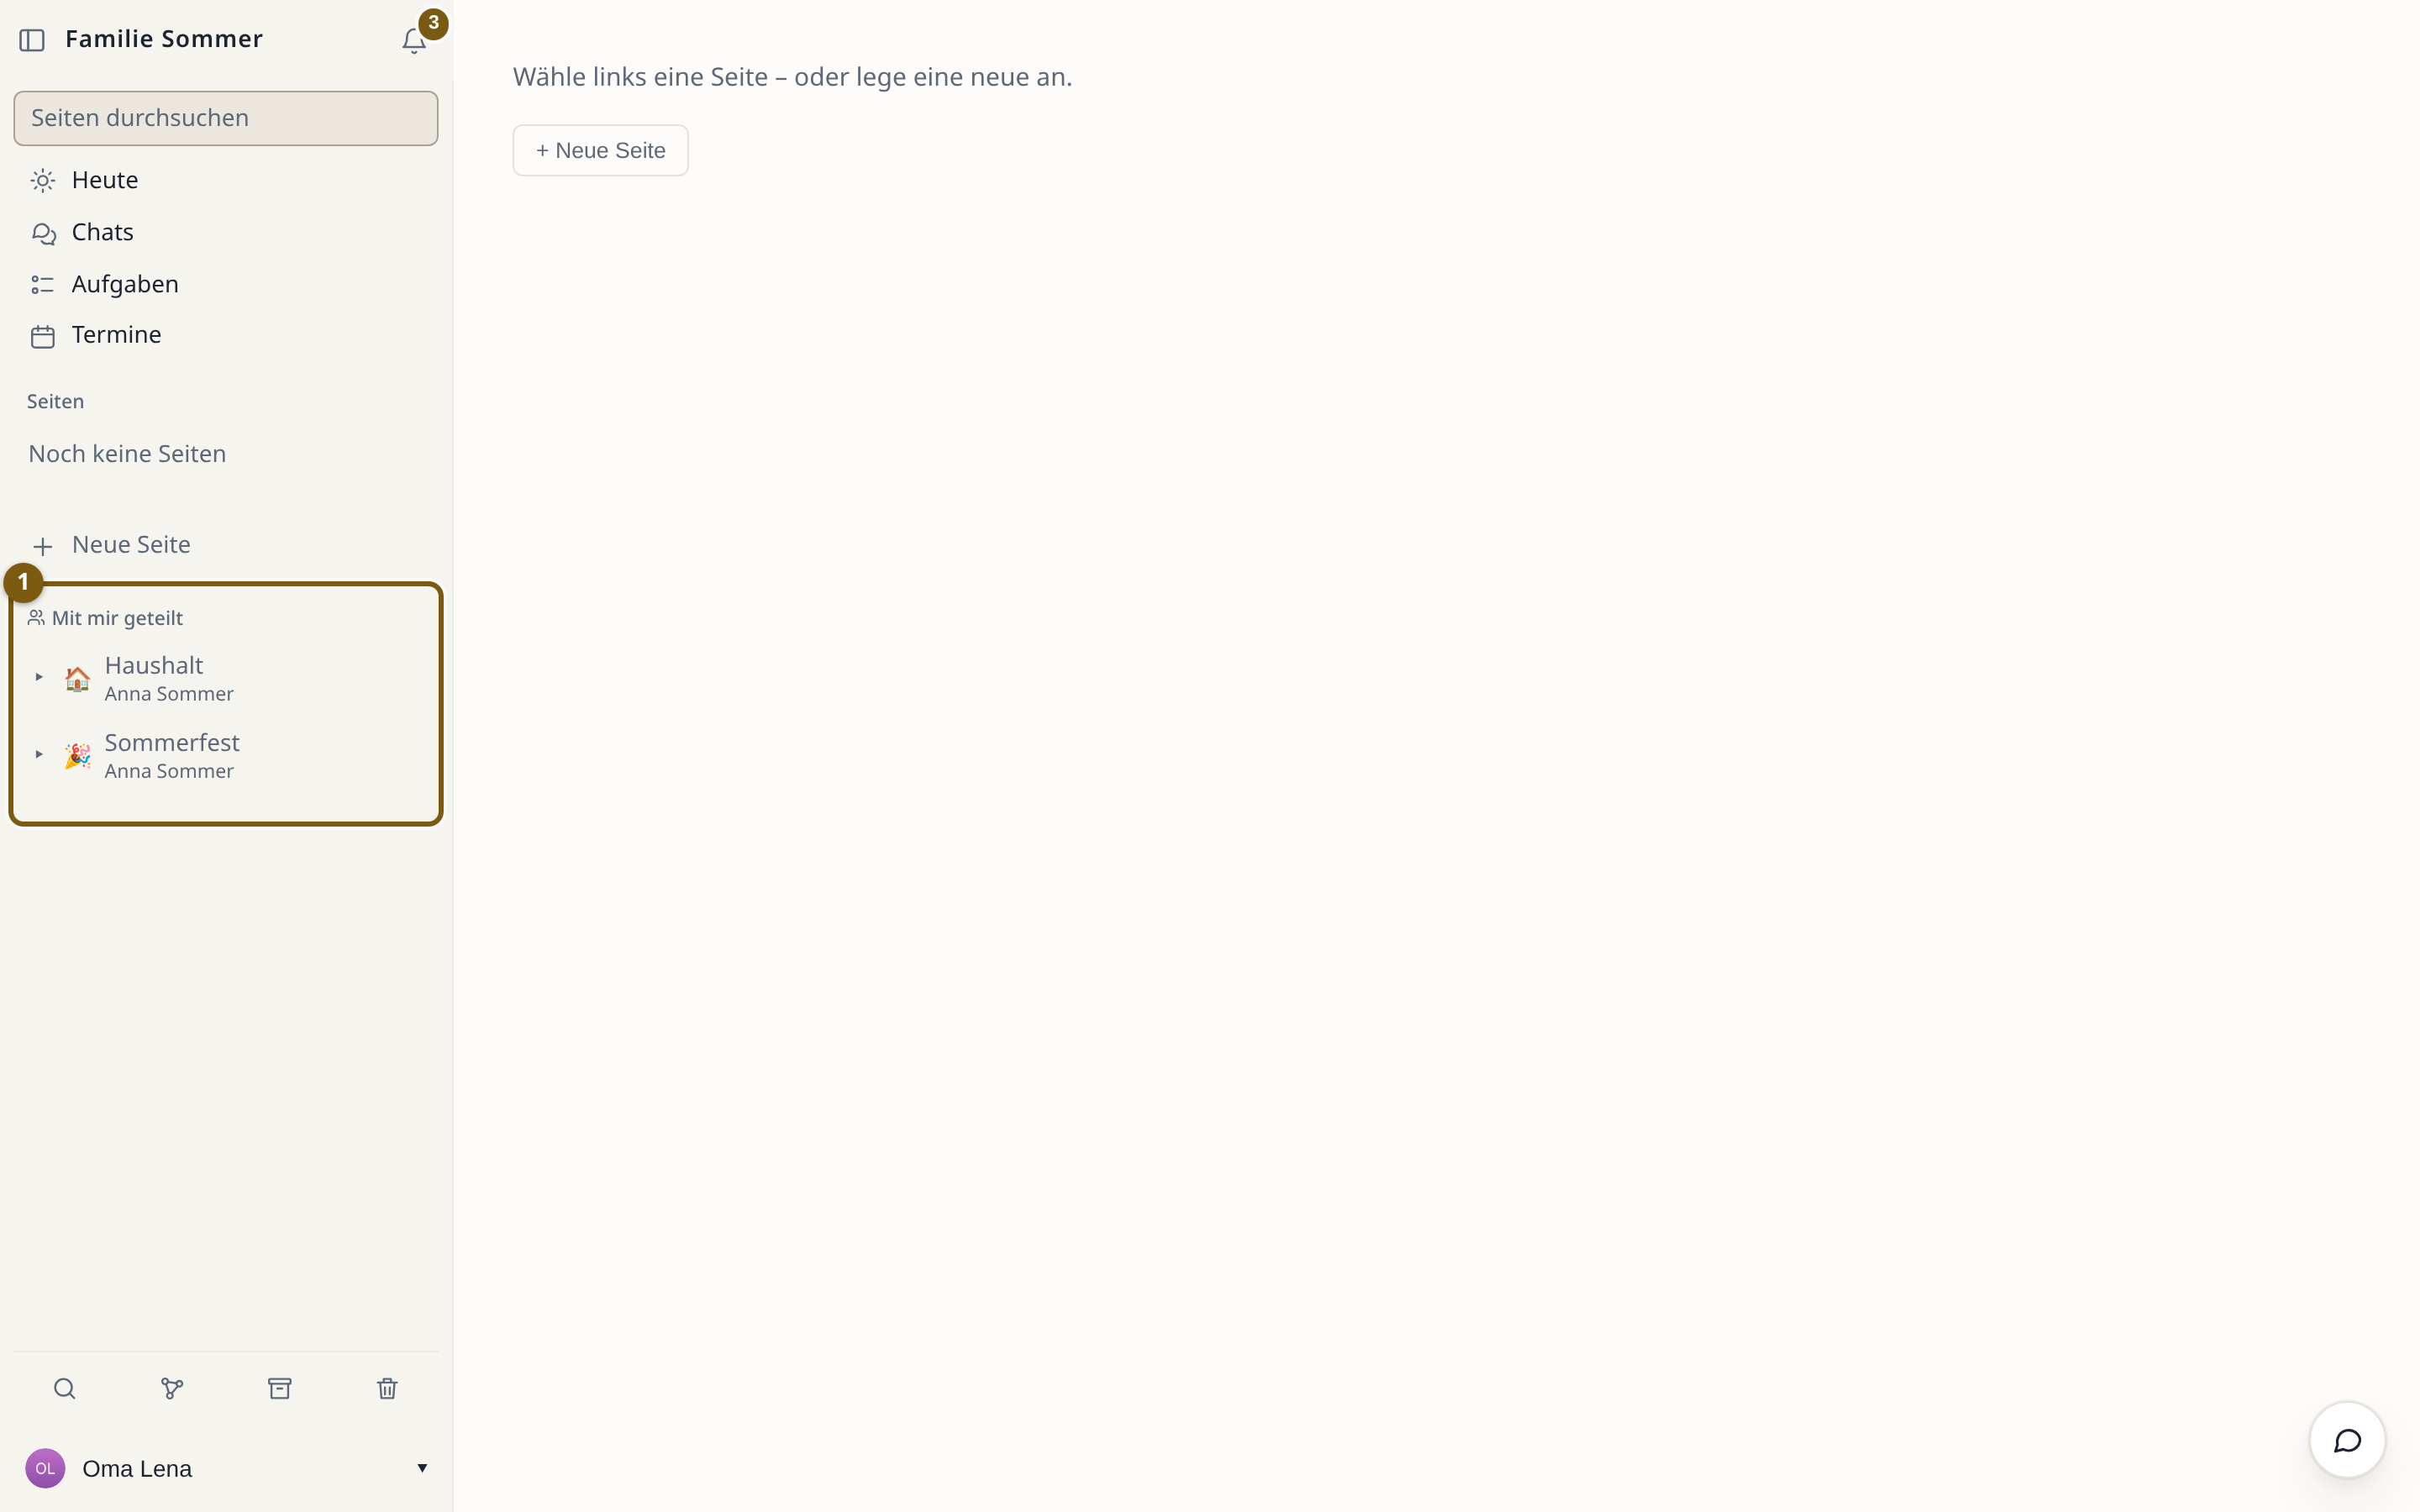 Familie Sommer
3
Seiten durchsuchen
Heute
Chats
Aufgaben
Termine
Seiten
Noch keine Seiten
Neue Seite
1
Mit mir geteilt
Haushalt
Anna Sommer
Sommerfest
Anna Sommer
OL
Oma Lena
Wähle links eine Seite – oder lege eine neue an.
+ Neue Seite